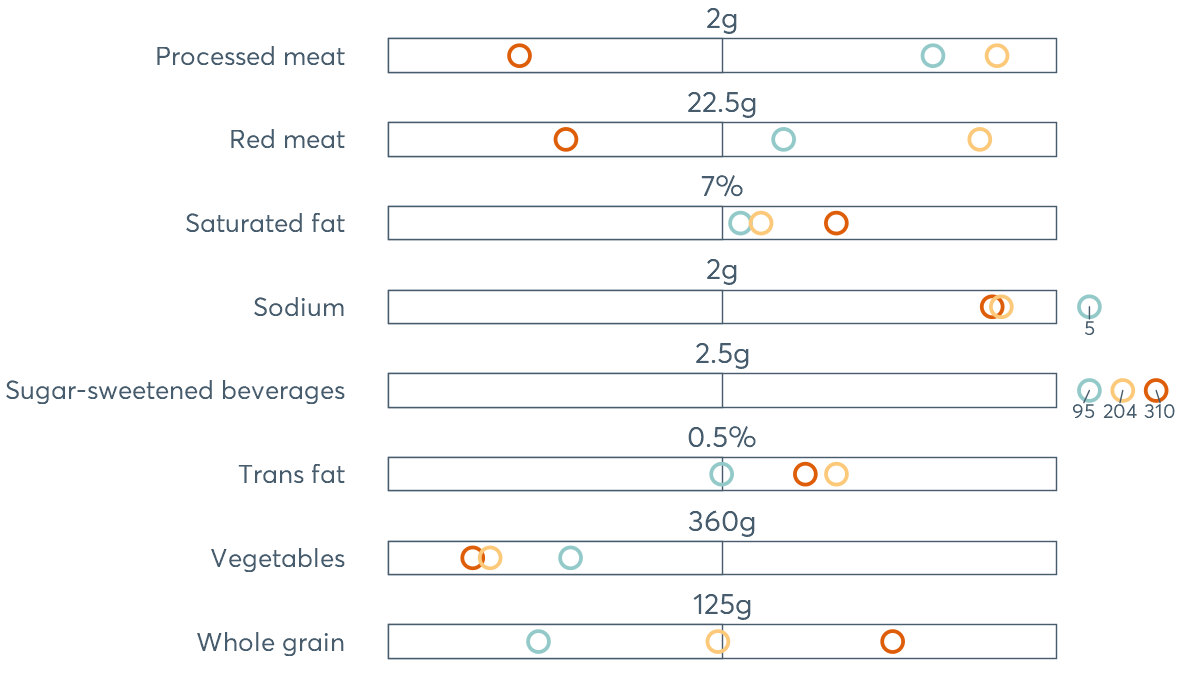 2g
Processed meat
22.5g
Red meat
7%
Saturated fat
2g
Sodium
5
2.5g
Sugar-sweetened beverages
95 204 310
0.5%
Trans fat
360g
Vegetables
125g
Whole grain